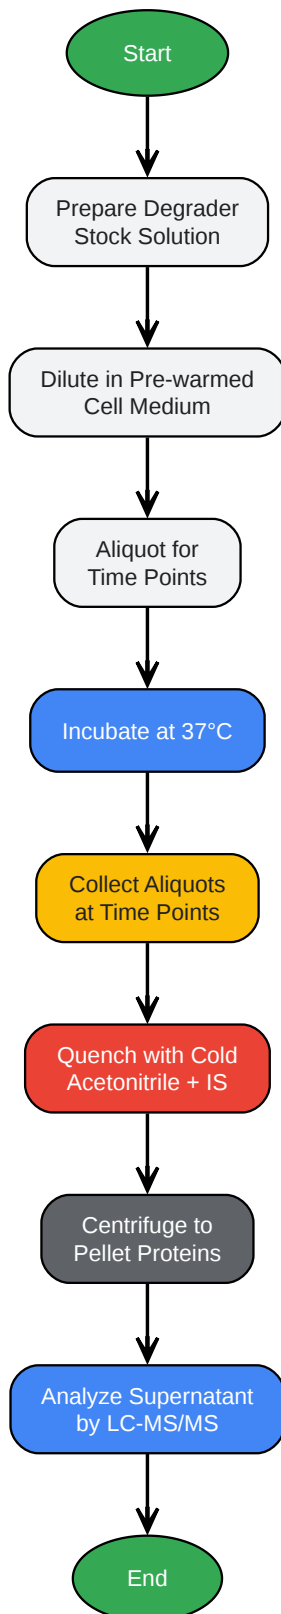 Start
Prepare Degrader
Stock Solution
Dilute in Pre-warmed
Cell Medium
Aliquot for
Time Points
Incubate at 37°C
Collect Aliquots
at Time Points
Quench with Cold
Acetonitrile + IS
Centrifuge to
Pellet Proteins
Analyze Supernatant
by LC-MS/MS
End